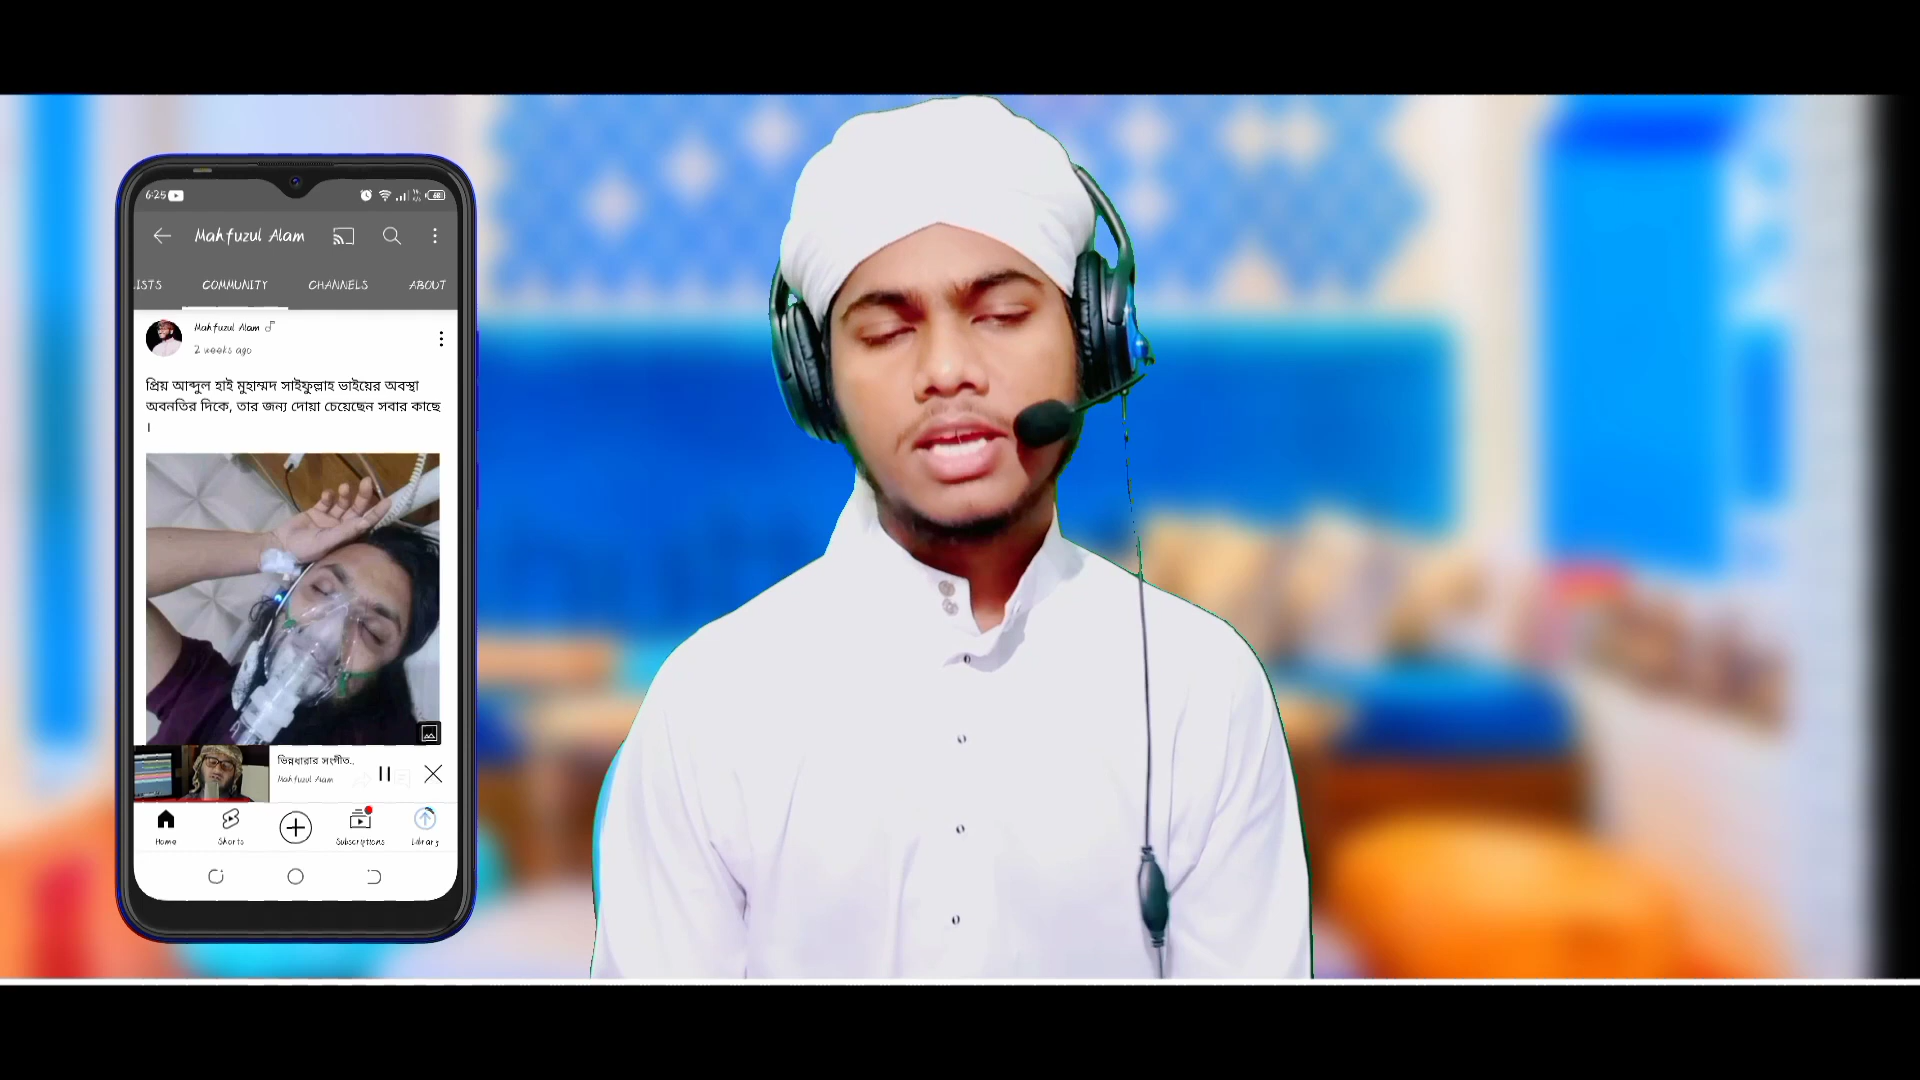 6:25
Mahfuzul Alam
COMMUNITY CHANNELS ABOUT
Mahfuzul Alam
2 weeks ago
প্রিয় আব্দুল হাই মুহাম্মদ সাইফুল্লাহ ভাইয়ের অবস্থা
অবনতির দিকে, তার জন্য দোয়া চেয়েছেন সবার কাছে
।
ভিন্নধারার সংগীত..
Mahfuzul Alam
Home Shorts Subscriptions Library